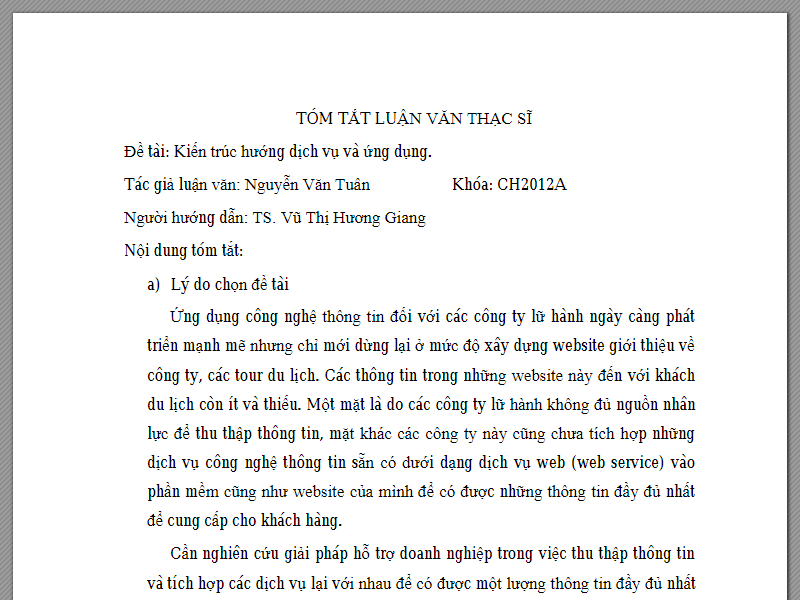 TÓM TẮT LUẬN VĂN THẠC SĨ
Đề tài: Kiến trúc hướng dịch vụ và ứng dụng.
Tác giả luận văn: Nguyễn Văn Tuân Khóa: CH2012A
Người hướng dẫn: TS. Vũ Thị Hương Giang
Nội dung tóm tắt:
a) Lý do chọn đề tài
Ứng dụng công nghệ thông tin đối với các công ty lữ hành ngày càng phát
triển mạnh mẽ nhưng chỉ mới dừng lại ở mức độ xây dựng website giới thiệu về
công ty, các tour du lịch. Các thông tin trong những website này đến với khách
du lịch còn ít và thiếu. Một mặt là do các công ty lữ hành không đủ nguồn nhân
lực để thu thập thông tin, mặt khác các công ty này cũng chưa tích hợp những
dịch vụ công nghệ thông tin sẵn có dưới dạng dịch vụ web (web service) vào
phần mềm cũng như website của mình để có được những thông tin đầy đủ nhất
để cung cấp cho khách hàng.
Cần nghiên cứu giải pháp hỗ trợ doanh nghiệp trong việc thu thập thông tin
và tích hợp các dịch vụ lại với nhau để có được một lượng thông tin đầy đủ nhất